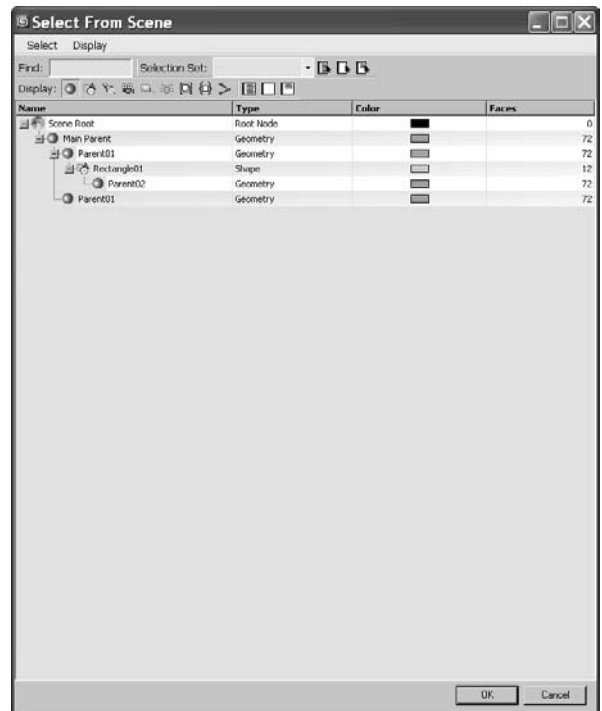 Select From Scene
Select Display
Find: Selection Set:
Display:
Name Type Color Faces
Scene Root Root Node 0
Main Parent Geometry 72
Parent01 Geometry 72
Rectangle01 Shape 12
Parent02 Geometry 72
Parent01 Geometry 72
OK Cancel